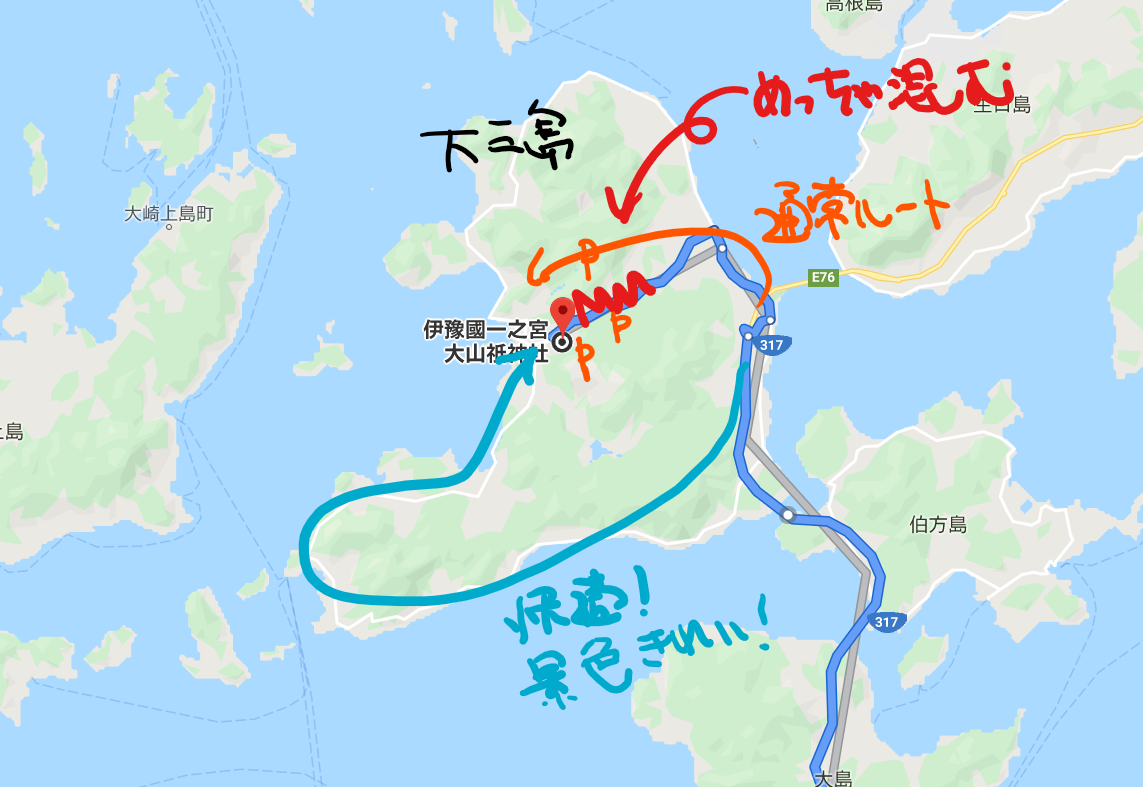 高根島
めっちゃ混む
生口島
下三島
大崎上島町
通常ルート
E76
P
伊豫國一之宮
大山祇神社
P
P
317
上島
伯方島
快適!
景色きれい!
317
大島